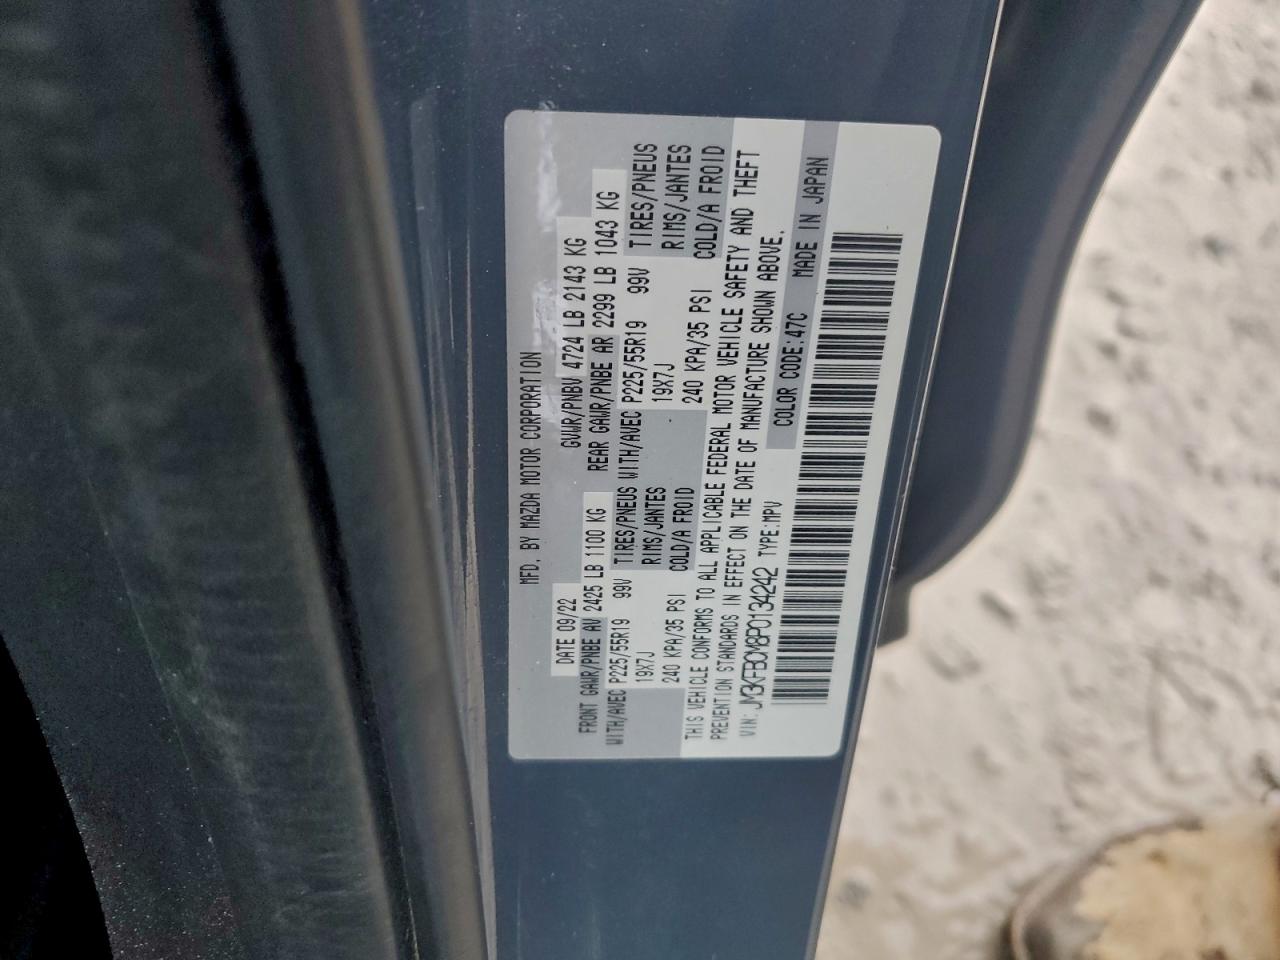 MFD. BY MAZDA MOTOR CORPORATION
DATE 09/22 GVWR/PNBV 4724 LB 2143 KG
FRONT GAWR/PNBE AV 2425 LB 1100 KG REAR GAWR/PNBE AR 2299 LB 1043 KG
WITH/AVEC P225/55R19 99V TIRES/PNEUS WITH/AVEC P225/55R19 99V TIRES/PNEUS
19X7J RIMS/JANTES 19X7J RIMS/JANTES
240 KPA/35 PSI COLD/A FROID 240 KPA/35 PSI COLD/A FROID
THIS VEHICLE CONFORMS TO ALL APPLICABLE FEDERAL MOTOR VEHICLE SAFETY AND THEFT
PREVENTION STANDARDS IN EFFECT ON THE DATE OF MANUFACTURE SHOWN ABOVE.
VIN: JM3KFBCM8P0134242 TYPE:MPV COLOR CODE:47C MADE IN JAPAN